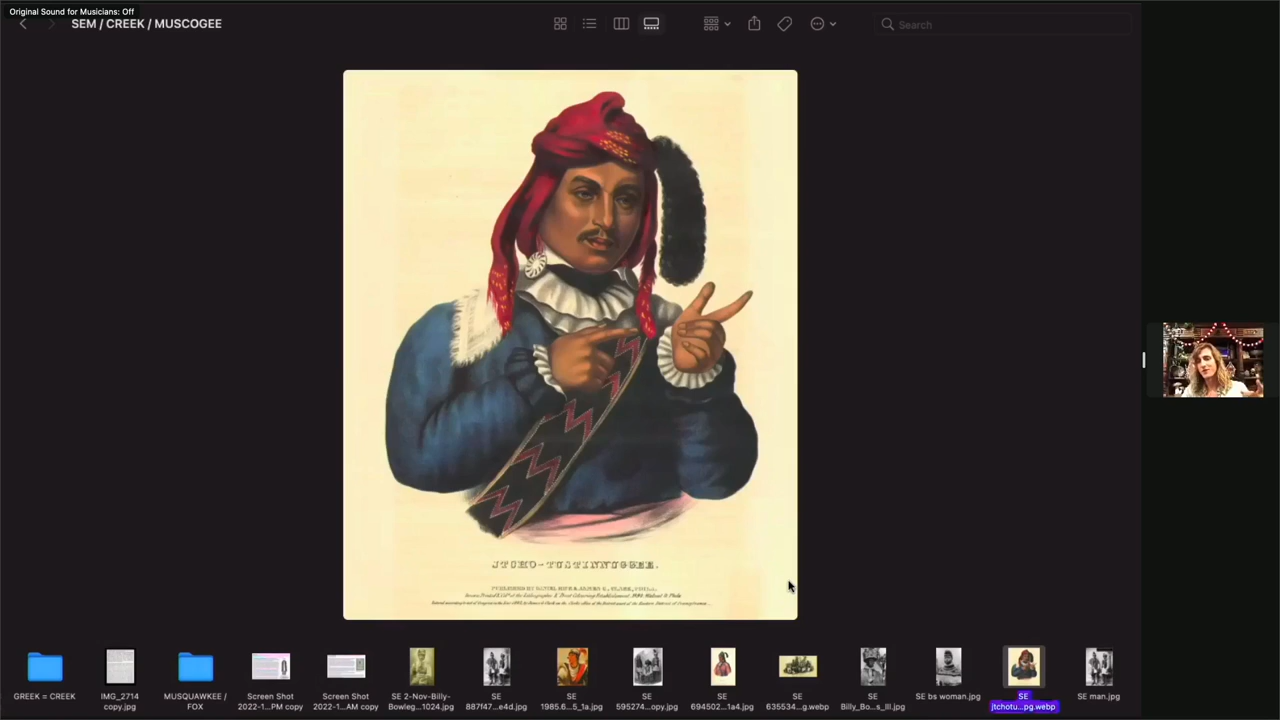 Original Sound for Musicians: Off
SEM / CREEK / MUSCOGEE
Search
JTCHO-TUSTINNUGGEE.
GREEK = CREEK
IMG_2714
copy.jpg
MUSQUAWKEE /
FOX
Screen Shot
2022-1...PM copy
Screen Shot
2022-1...AM copy
SE 2-Nov-Billy-
Bowleg...1024.jpg
SE
887f47...e4d.jpg
SE
1985.6...5_1a.jpg
SE
595274...opy.jpg
SE
694502...1a4.jpg
SE
635534...g.webp
SE
Billy_Bo...s_III.jpg
SE bs woman.jpg
SE
jtchotu...pg.webp
SE man.jpg